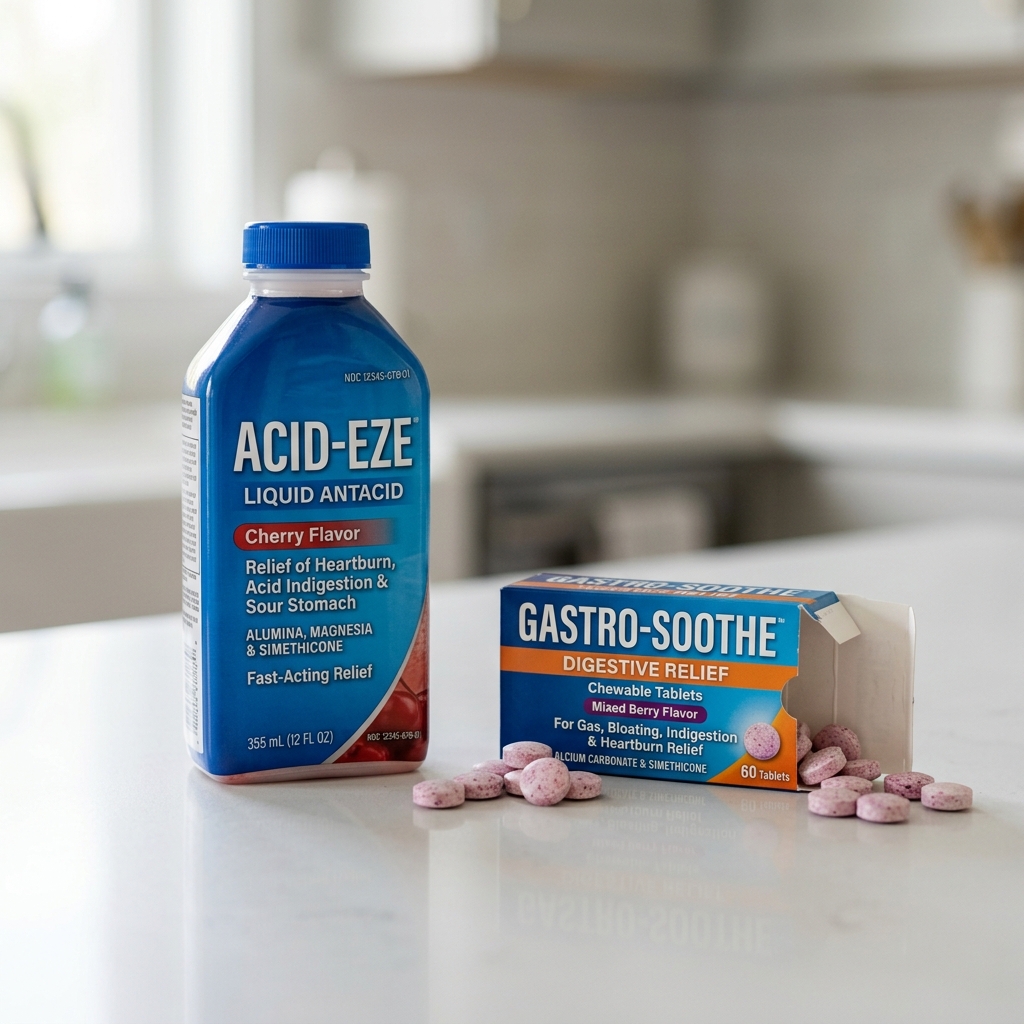 NDC 12345-678-01
ACID-EZE
LIQUID ANTACID
Cherry Flavor
Relief of Heartburn,
Acid Indigestion &
Sour Stomach
ALUMINA, MAGNESIA
& SIMETHICONE
Fast-Acting Relief
355 mL (12 FL OZ)
GASTRO-SOOTHE
GASTRO-SOOTHE
DIGESTIVE RELIEF
Chewable Tablets
Mixed Berry Flavor
For Gas, Bloating, Indigestion
& Heartburn Relief
ALCIUM CARBONATE & SIMETHICONE
60 Tablets